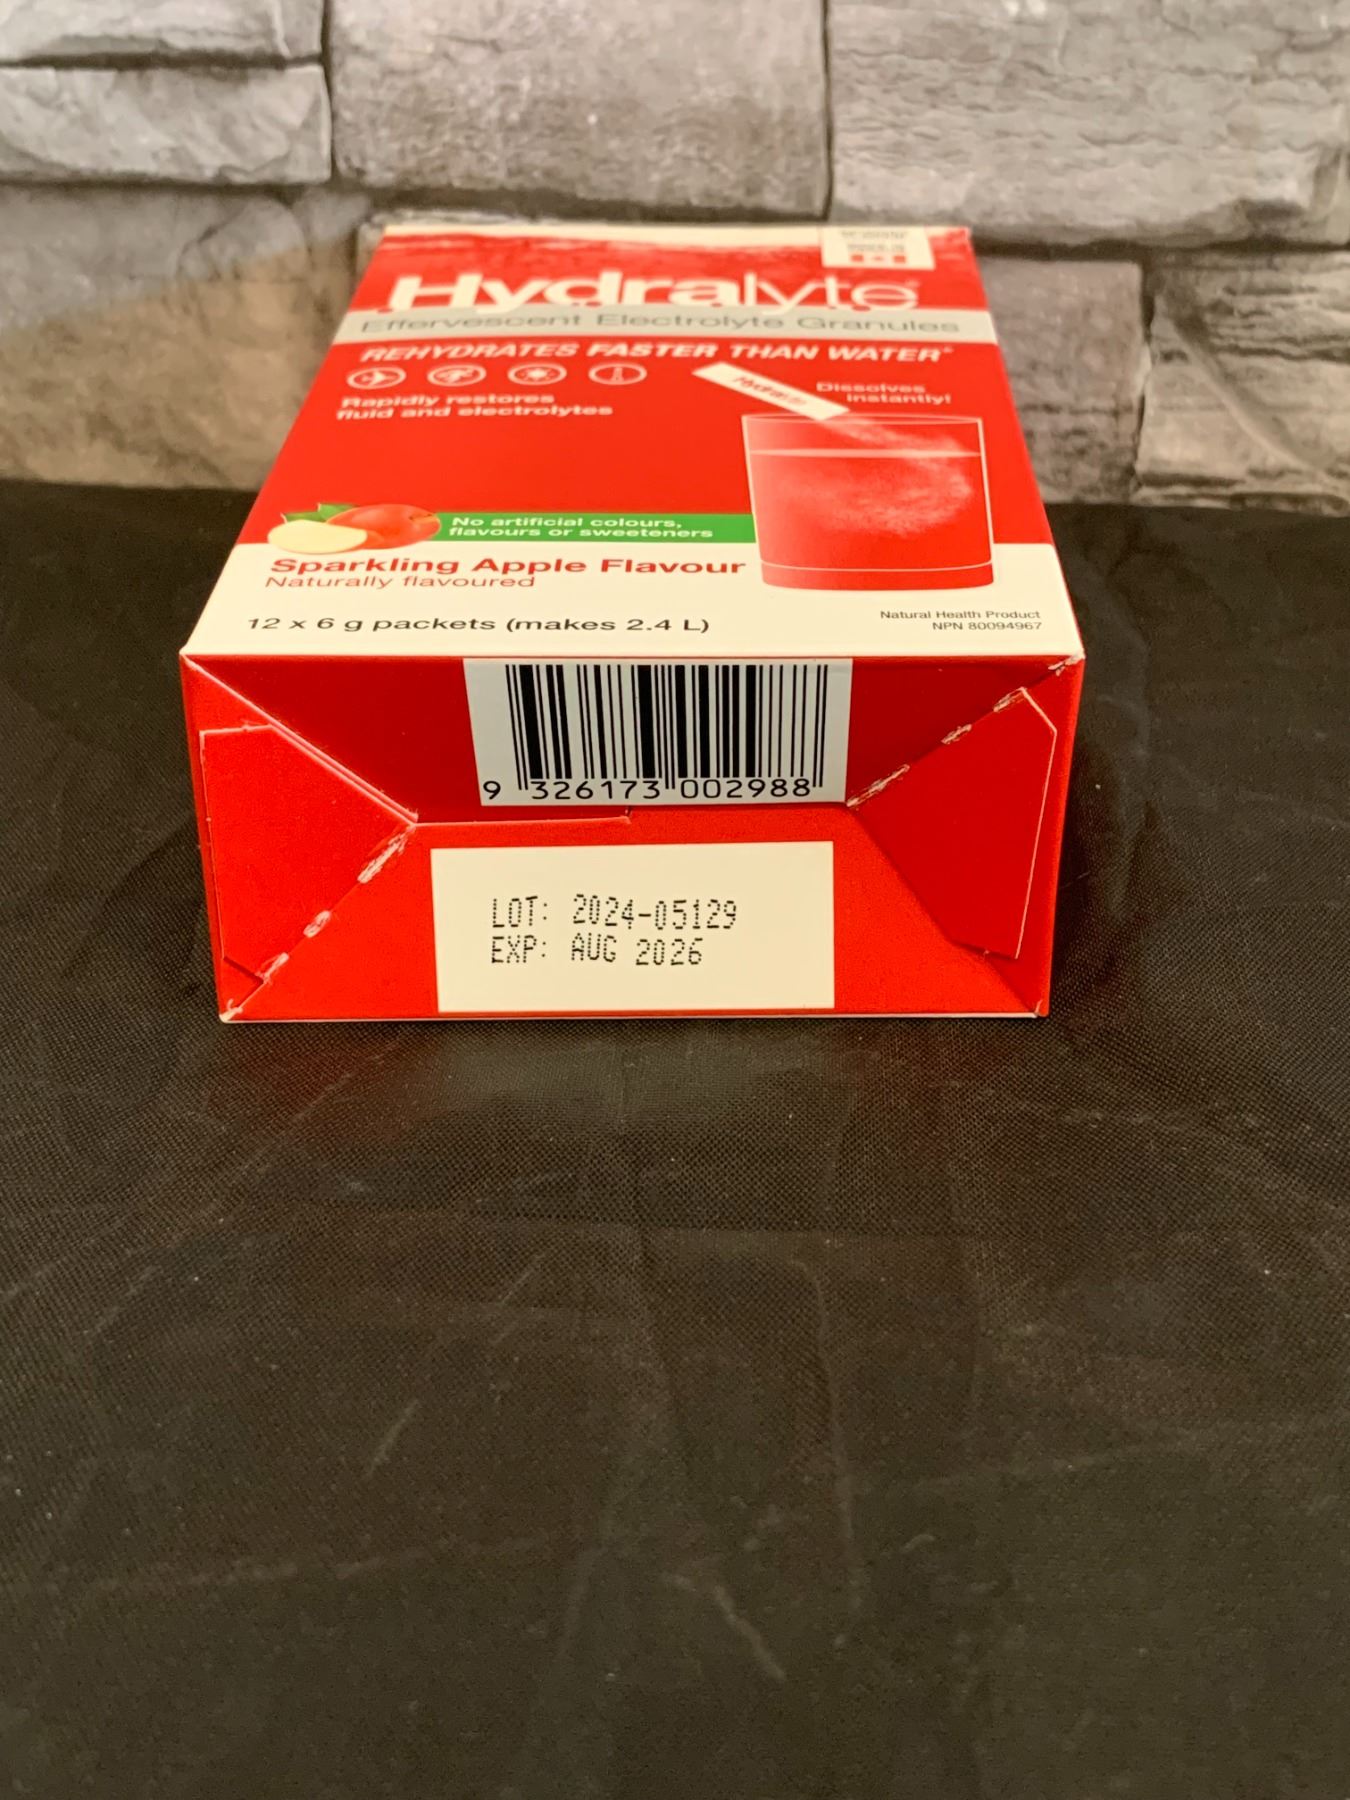 Hydralyte
Effervescent Electrolyte Granules
REHYDRATES FASTER THAN WATER*
Hydralyte
Dissolves
instantly!
Rapidly restores
fluid and electrolytes
No artificial colours,
flavours or sweeteners
Sparkling Apple Flavour
Naturally flavoured
12 x 6 g packets (makes 2.4 L)
Natural Health Product
NPN 80094967
9 326173 002988
LOT: 2024-05129
EXP: AUG 2026